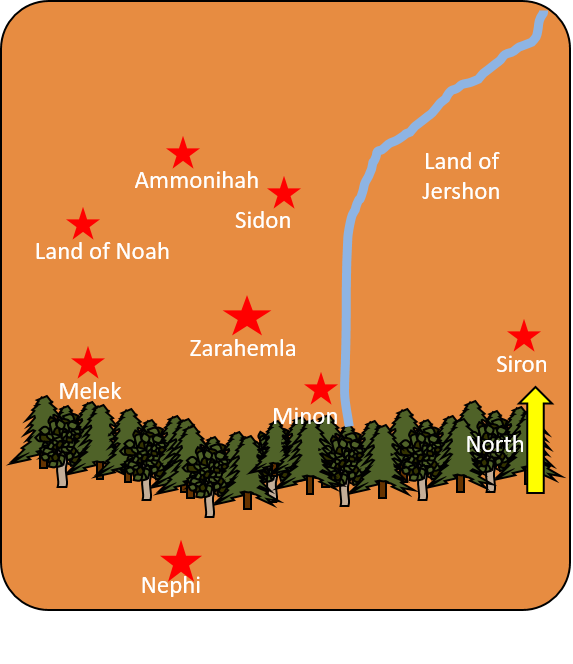 Land of
Jershon
Ammonihah
Sidon
Land of Noah
Zarahemla
Siron
Melek
Minon
North
Nephi